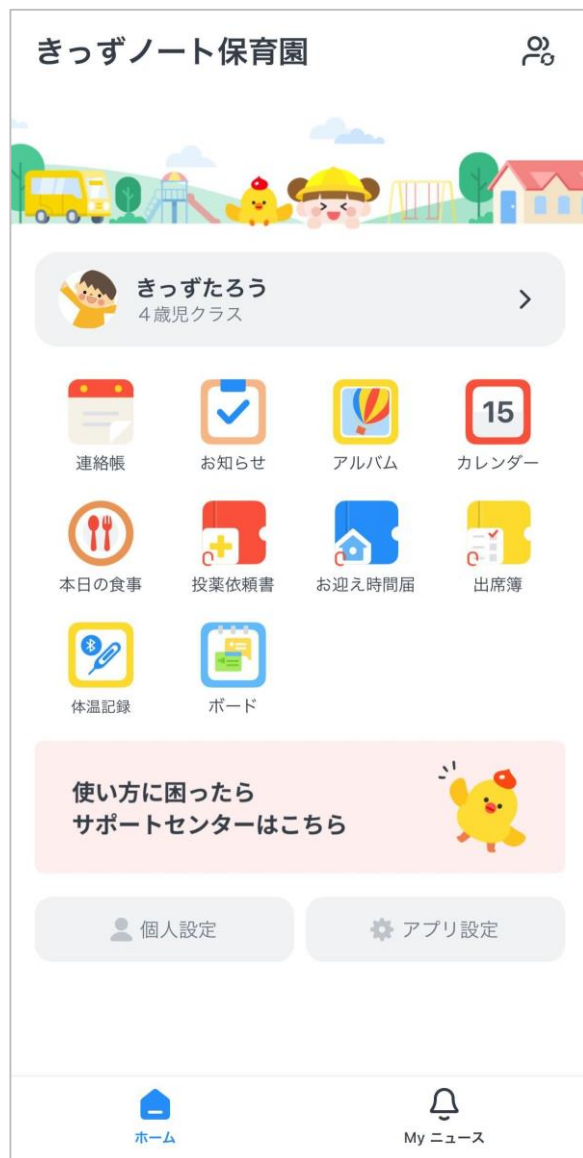 きっずノート保育園
きっずたろう
4歳児クラス
連絡帳
お知らせ
アルバム
15
カレンダー
本日の食事
投薬依頼書
お迎え時間届
出席簿
体温記録
ボード
使い方に困ったら
サポートセンターはこちら
個人設定
アプリ設定
ホーム
My ニュース